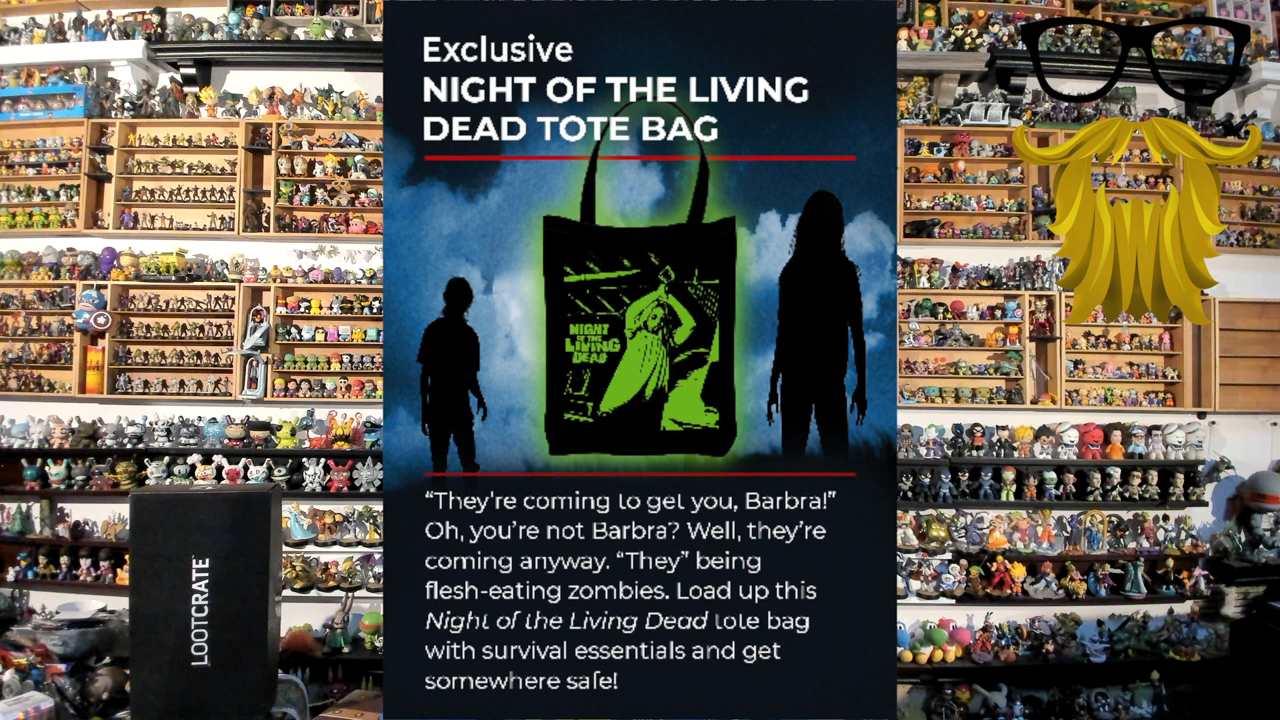 Exclusive
NIGHT OF THE LIVING
DEAD TOTE BAG
NIGHT
OF THE
LIVING
DEAD
“They’re coming to get you, Barbra!”
Oh, you’re not Barbra? Well, they’re
coming anyway. “They” being
flesh-eating zombies. Load up this
Night of the Living Dead tote bag
with survival essentials and get
somewhere safe!
LOOTCRATE